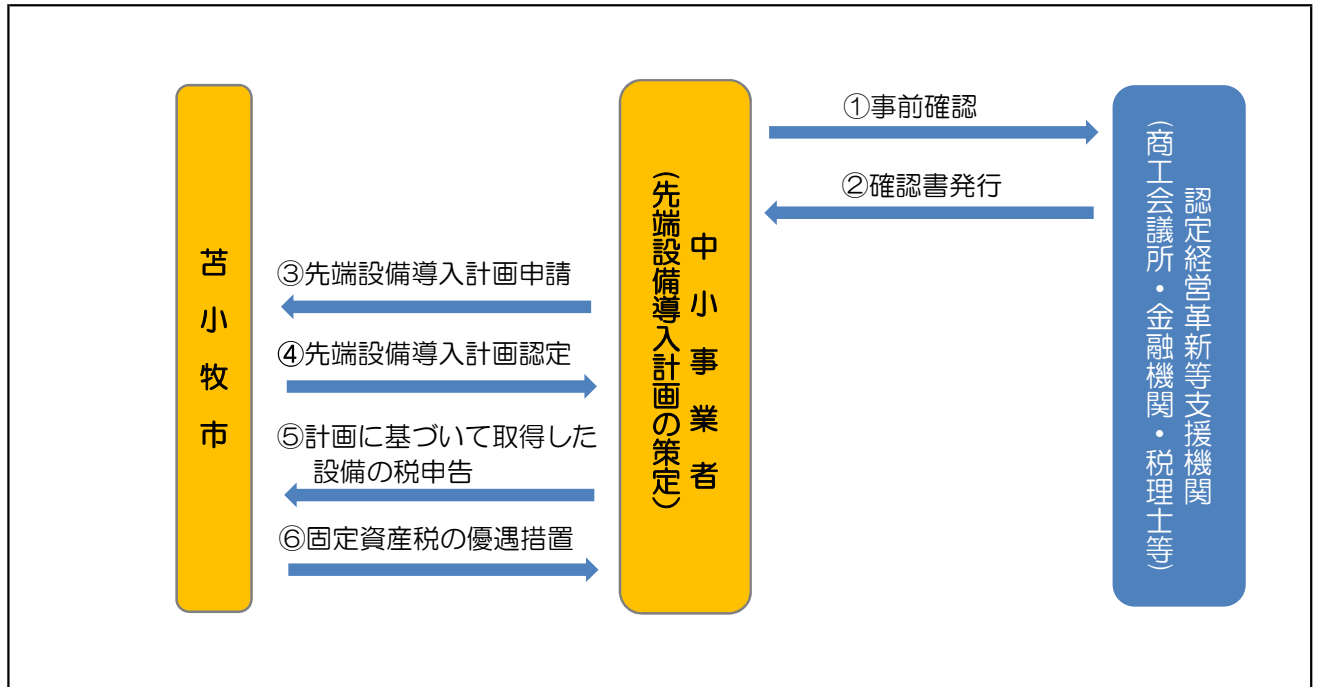 苫小牧市
中小事業者
(先端設備導入計画の策定)
①事前確認
②確認書発行
認定経営革新等支援機関
(商工会議所・金融機関・税理士等)
③先端設備導入計画申請
④先端設備導入計画認定
⑤計画に基づいて取得した
設備の税申告
⑥固定資産税の優遇措置